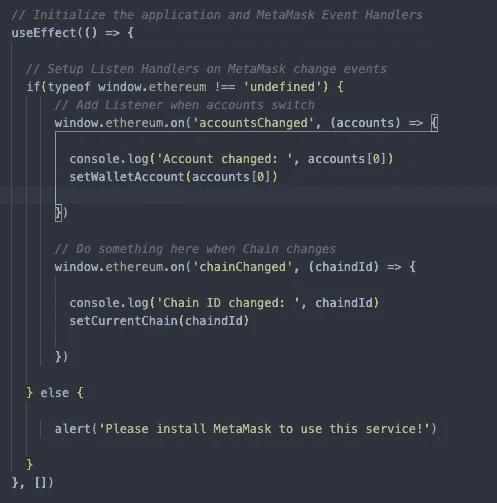 // Initialize the application and MetaMask Event Handlers
useEffect(() => {
// Setup Listen Handlers on MetaMask change events
if(typeof window.ethereum !== 'undefined') {
// Add Listener when accounts switch
window.ethereum.on('accountsChanged', (accounts) => {
console.log('Account changed: ', accounts[0])
setWalletAccount(accounts[0])
})
// Do something here when Chain changes
window.ethereum.on('chainChanged', (chaindId) => {
console.log('Chain ID changed: ', chaindId)
setCurrentChain(chaindId)
})
} else {
alert('Please install MetaMask to use this service!')
}
}, [])